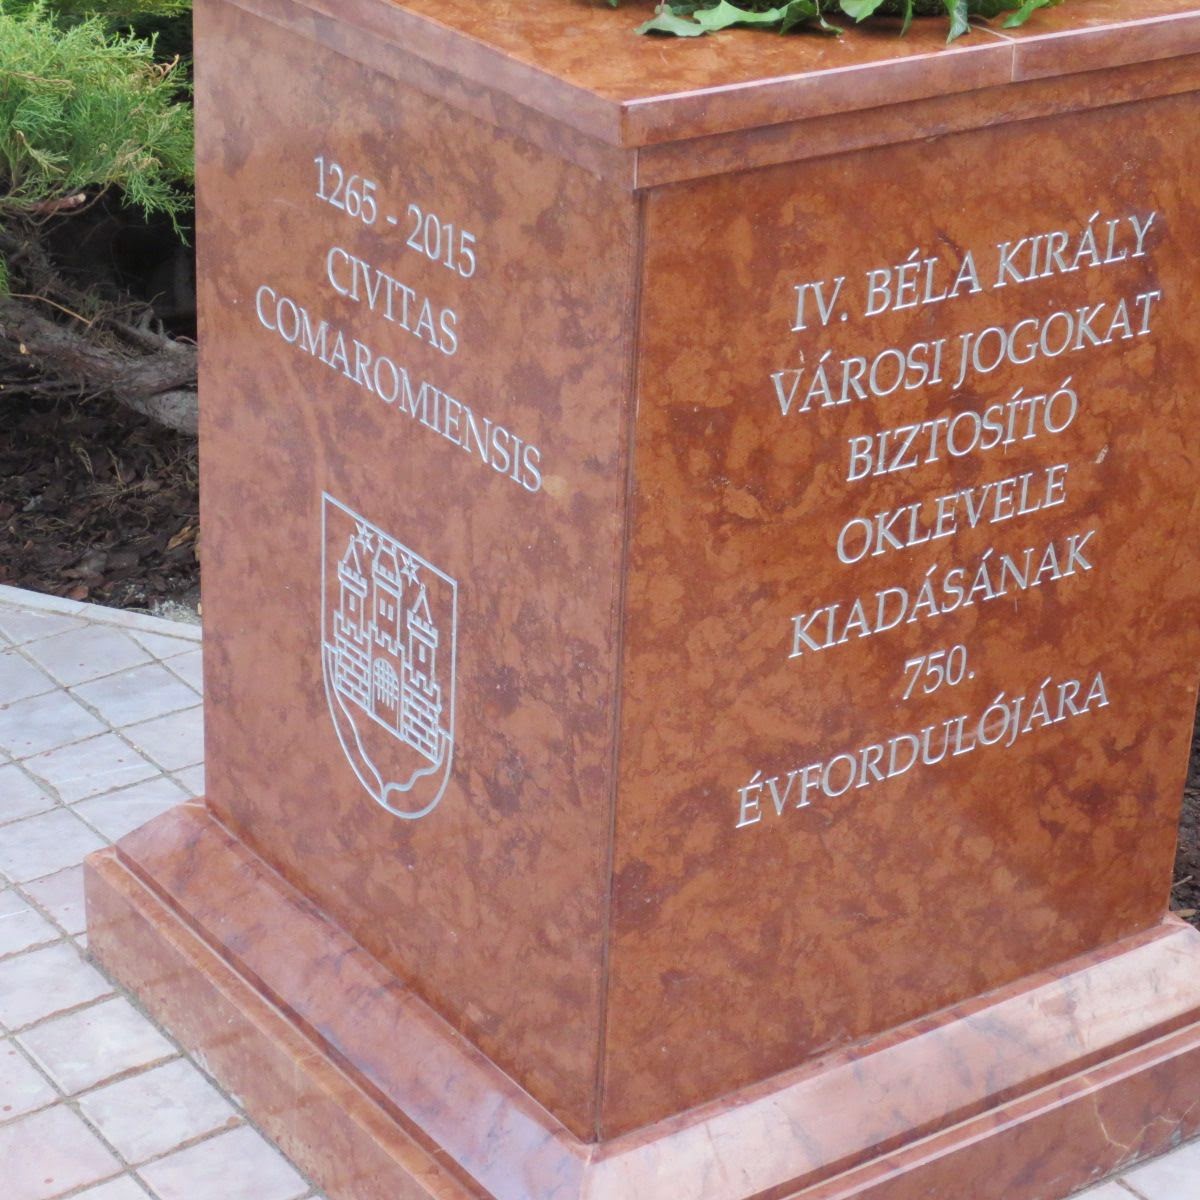 1265 - 2015
CIVITAS
COMAROMIENSIS
IV. BÉLA KIRÁLY
VÁROSI JOGOKAT
BIZTOSÍTÓ
OKLEVELE
KIADÁSÁNAK
750.
ÉVFORDULÓJÁRA